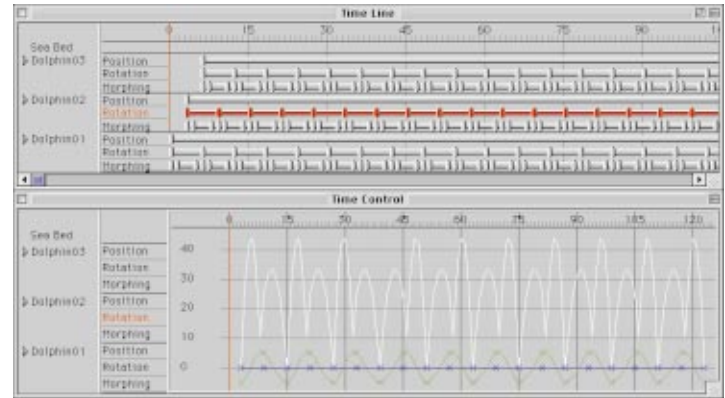 Time Line
0 15 30 45 60 75 90
Sea Bed
Dolphin03
Position
Rotation
Morphing
Dolphin02
Position
Rotation
Morphing
Dolphin01
Position
Rotation
Morphing
Time Control
0 15 30 45 60 75 90 105 120
Sea Bed
Dolphin03
Position
Rotation
Morphing
Dolphin02
Position
Rotation
Morphing
Dolphin01
Position
Rotation
Morphing
40
30
20
10
0